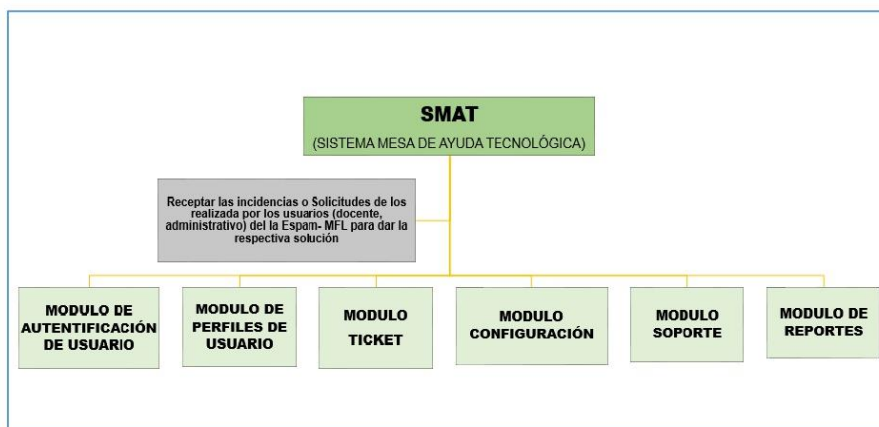 SMAT
(SISTEMA MESA DE AYUDA TECNOLÓGICA)
Receptar las incidencias o Solicitudes de los
realizada por los usuarios (docente,
administrativo) del la Espam- MFL para dar la
respectiva solución
MODULO DE
AUTENTIFICACIÓN
DE USUARIO
MODULO DE
PERFILES DE
USUARIO
MODULO
TICKET
MODULO
CONFIGURACIÓN
MODULO
SOPORTE
MODULO DE
REPORTES